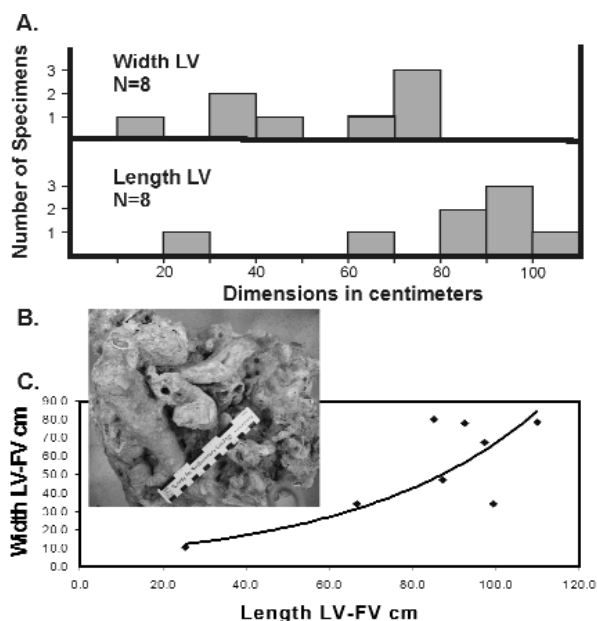 A.
Width LV
N=8
3
2
1
Length LV
N=8
3
2
1
Number of Specimens
20 40 60 80 100
Dimensions in centimeters
B.
C.
90.0
80.0
70.0
60.0
50.0
40.0
30.0
20.0
10.0
0.0
Width LV-FV cm
0.0 20.0 40.0 60.0 80.0 100.0 120.0
Length LV-FV cm